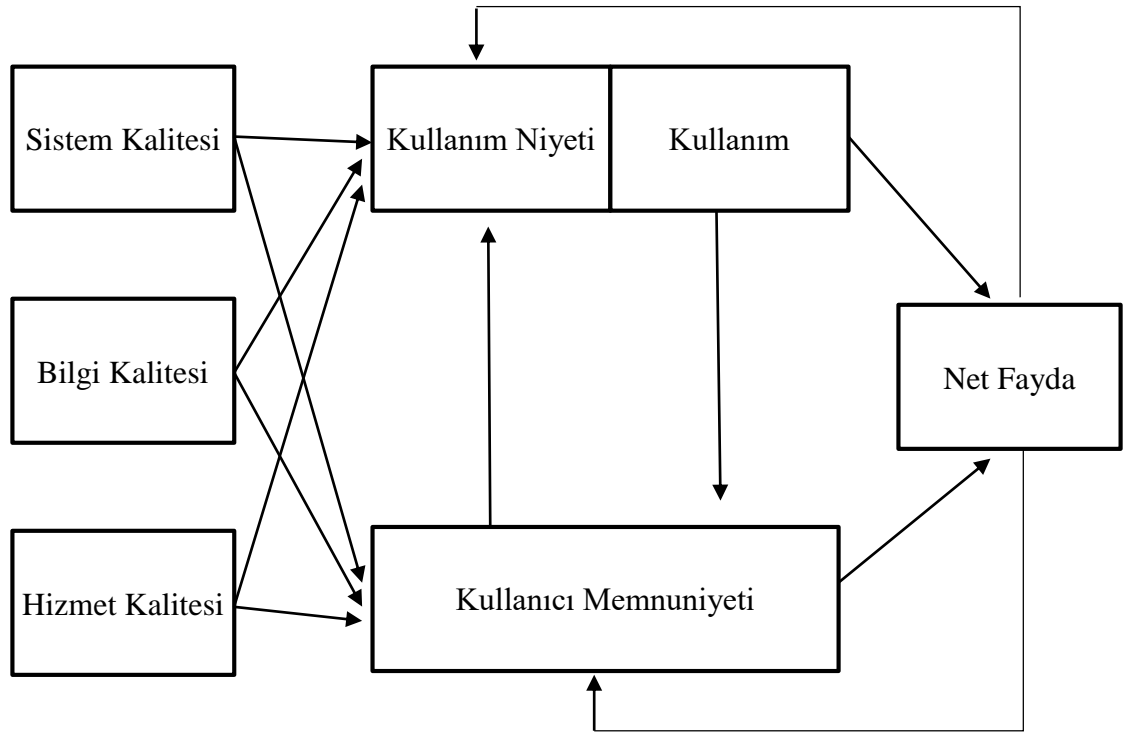 Sistem Kalitesi
Kullanım Niyeti
Kullanım
Bilgi Kalitesi
Net Fayda
Hizmet Kalitesi
Kullanıcı Memnuniyeti